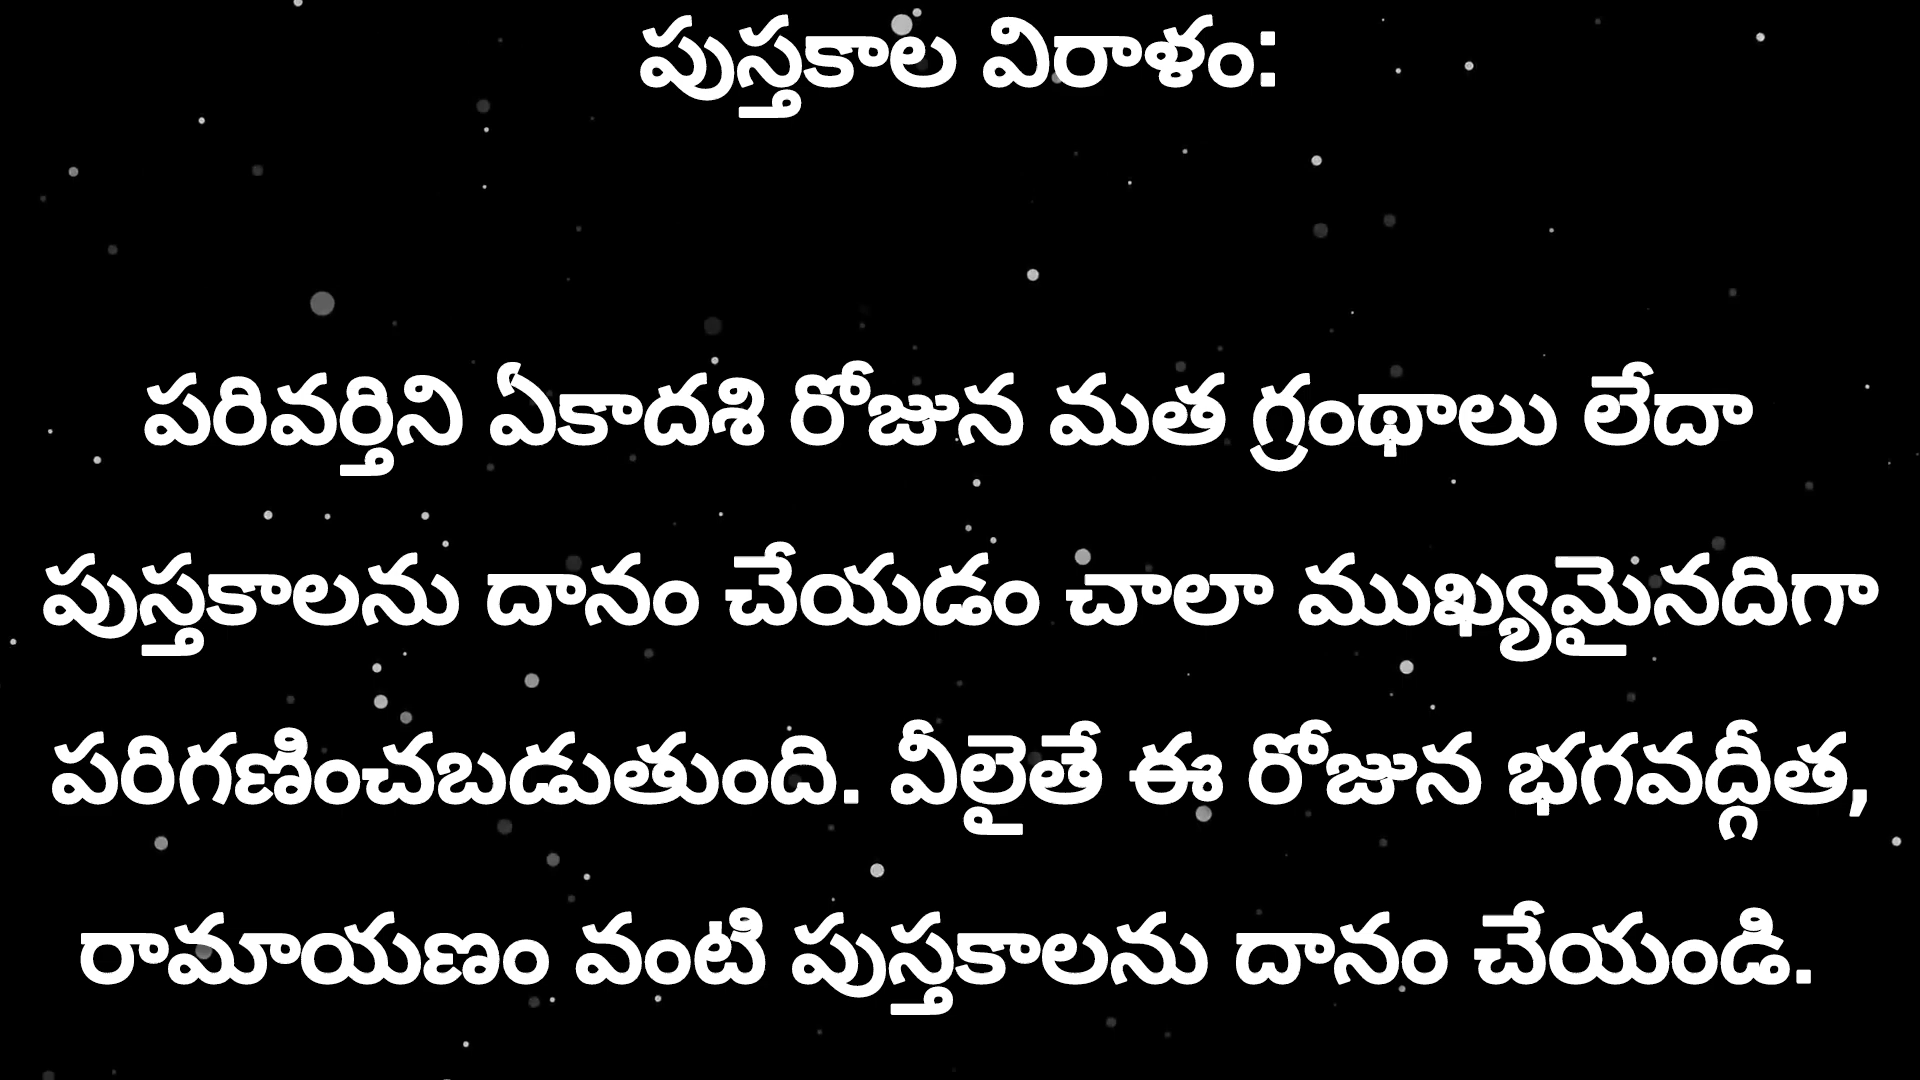 పుస్తకాల విరాళం:
పరివర్తిని ఏకాదశి రోజున మత గ్రంథాలు లేదా
పుస్తకాలను దానం చేయడం చాలా ముఖ్యమైనదిగా
పరిగణించబడుతుంది. వీలైతే ఈ రోజున భగవద్గీత,
రామాయణం వంటి పుస్తకాలను దానం చేయండి.